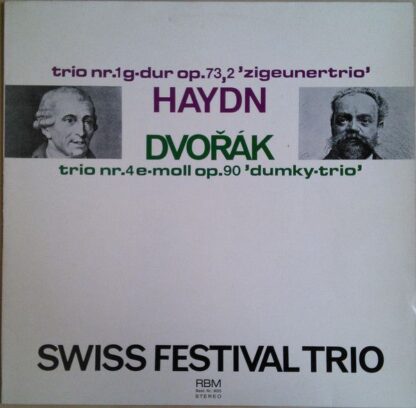 trio nr.1 g-dur op.73,2 'zigeunertrio'
HAYDN
DVOŘÁK
trio nr.4 e-moll op.90 'dumky-trio'
SWISS FESTIVAL TRIO
RBM
STEREO